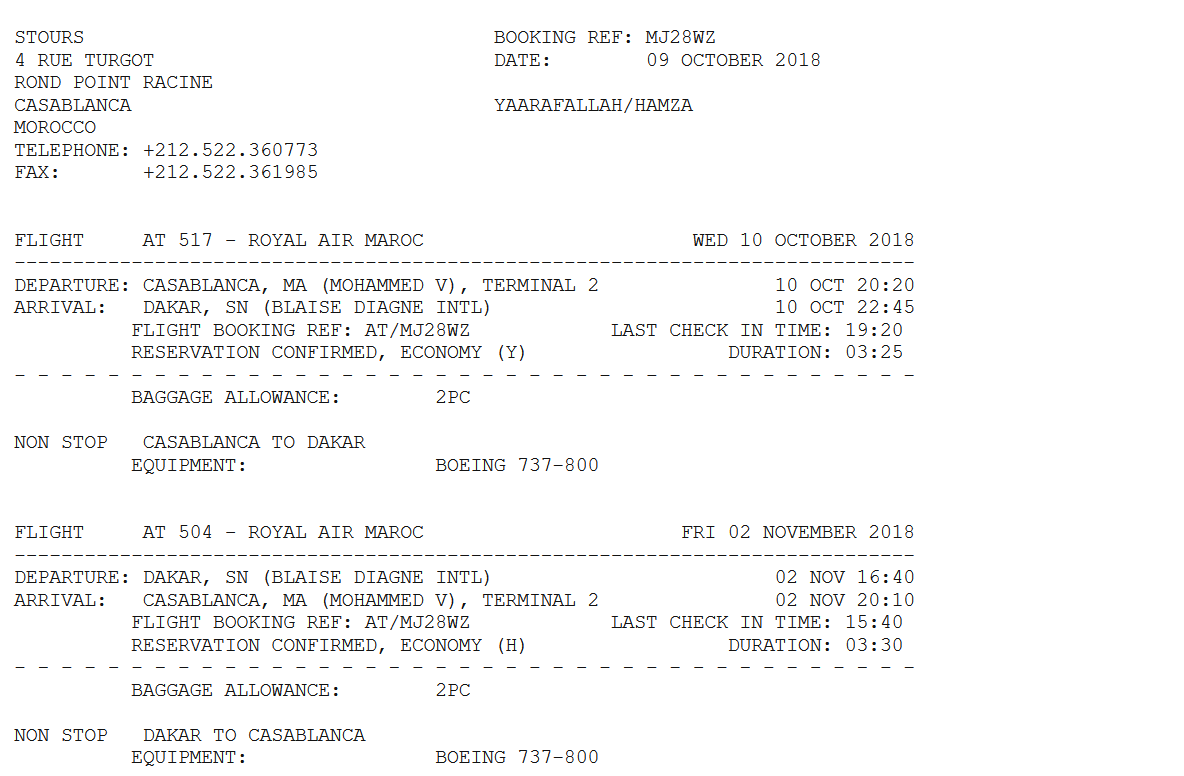 STOURS BOOKING REF: MJ28WZ
4 RUE TURGOT DATE: 09 OCTOBER 2018
ROND POINT RACINE
CASABLANCA YAARAFALLAH/HAMZA
MOROCCO
TELEPHONE: +212.522.360773
FAX: +212.522.361985
FLIGHT AT 517 - ROYAL AIR MAROC WED 10 OCTOBER 2018
-----------------------------------------------------------------------------
DEPARTURE: CASABLANCA, MA (MOHAMMED V), TERMINAL 2 10 OCT 20:20
ARRIVAL: DAKAR, SN (BLAISE DIAGNE INTL) 10 OCT 22:45
FLIGHT BOOKING REF: AT/MJ28WZ LAST CHECK IN TIME: 19:20
RESERVATION CONFIRMED, ECONOMY (Y) DURATION: 03:25
- - - - - - - - - - - - - - - - - - - - - - - - - - - - - - - - - - - - - - -
BAGGAGE ALLOWANCE: 2PC
NON STOP CASABLANCA TO DAKAR
EQUIPMENT: BOEING 737-800
FLIGHT AT 504 - ROYAL AIR MAROC FRI 02 NOVEMBER 2018
-----------------------------------------------------------------------------
DEPARTURE: DAKAR, SN (BLAISE DIAGNE INTL) 02 NOV 16:40
ARRIVAL: CASABLANCA, MA (MOHAMMED V), TERMINAL 2 02 NOV 20:10
FLIGHT BOOKING REF: AT/MJ28WZ LAST CHECK IN TIME: 15:40
RESERVATION CONFIRMED, ECONOMY (H) DURATION: 03:30
- - - - - - - - - - - - - - - - - - - - - - - - - - - - - - - - - - - - - - -
BAGGAGE ALLOWANCE: 2PC
NON STOP DAKAR TO CASABLANCA
EQUIPMENT: BOEING 737-800